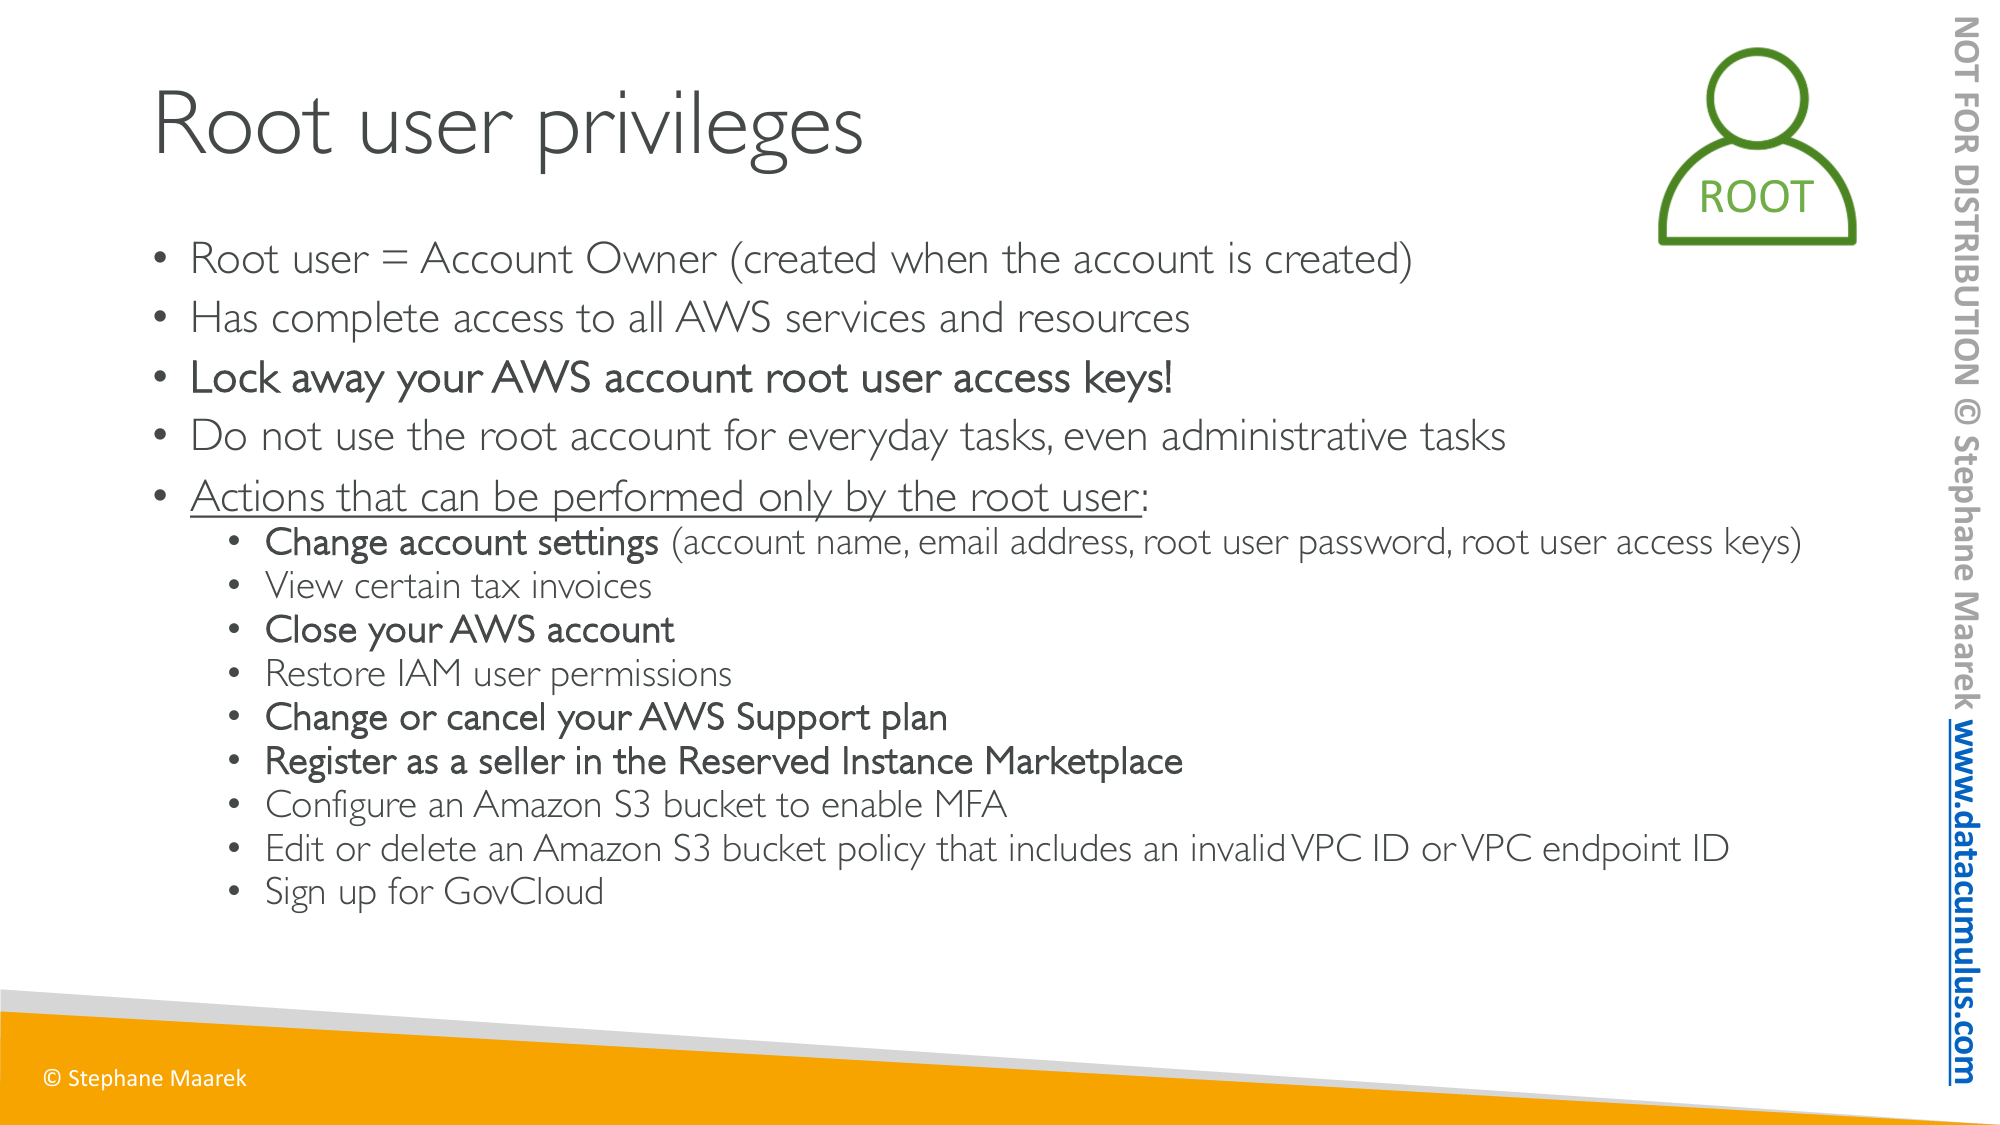 Root user privileges
ROOT
• Root user = Account Owner (created when the account is created)
• Has complete access to all AWS services and resources
• Lock away your AWS account root user access keys!
• Do not use the root account for everyday tasks, even administrative tasks
• Actions that can be performed only by the root user:
• Change account settings (account name, email address, root user password, root user access keys)
• View certain tax invoices
• Close your AWS account
• Restore IAM user permissions
• Change or cancel your AWS Support plan
• Register as a seller in the Reserved Instance Marketplace
• Configure an Amazon S3 bucket to enable MFA
• Edit or delete an Amazon S3 bucket policy that includes an invalid VPC ID or VPC endpoint ID
• Sign up for GovCloud
© Stephane Maarek
NOT FOR DISTRIBUTION © Stephane Maarek www.datacumulus.com